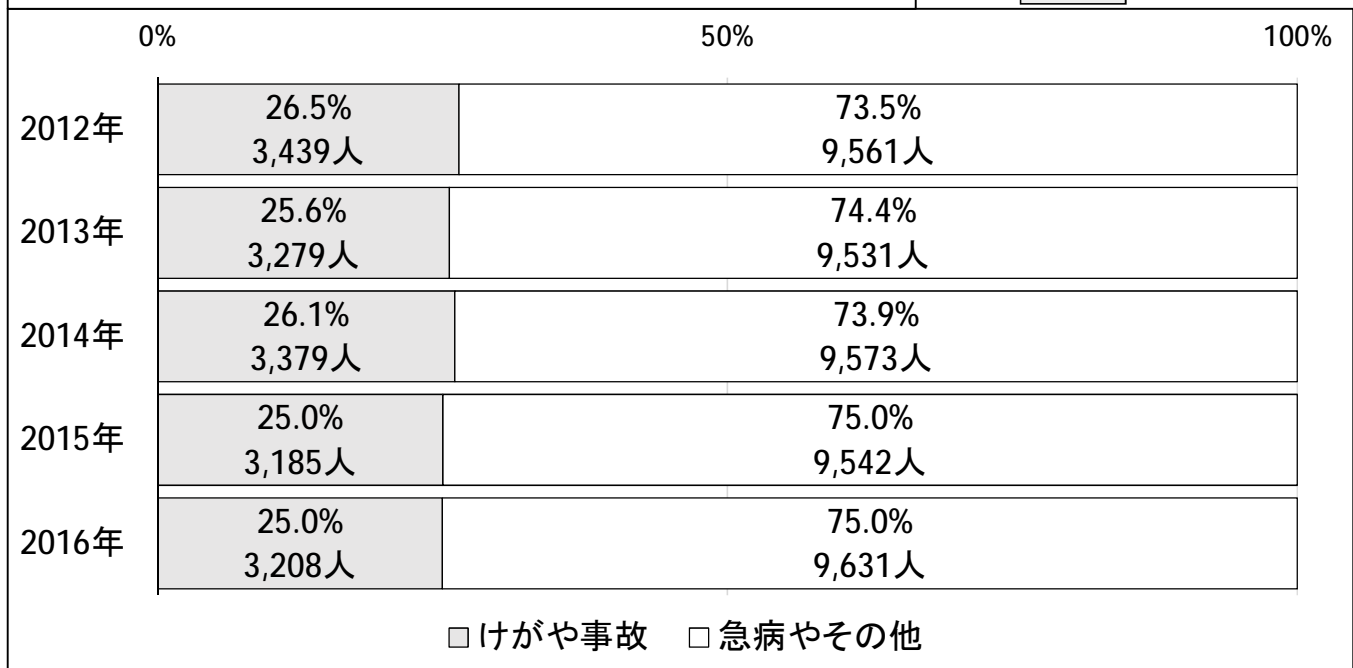 0% 50% 100%
2012年 26.5% 73.5%
3,439人 9,561人
2013年 25.6% 74.4%
3,279人 9,531人
2014年 26.1% 73.9%
3,379人 9,573人
2015年 25.0% 75.0%
3,185人 9,542人
2016年 25.0% 75.0%
3,208人 9,631人
けがや事故 急病やその他